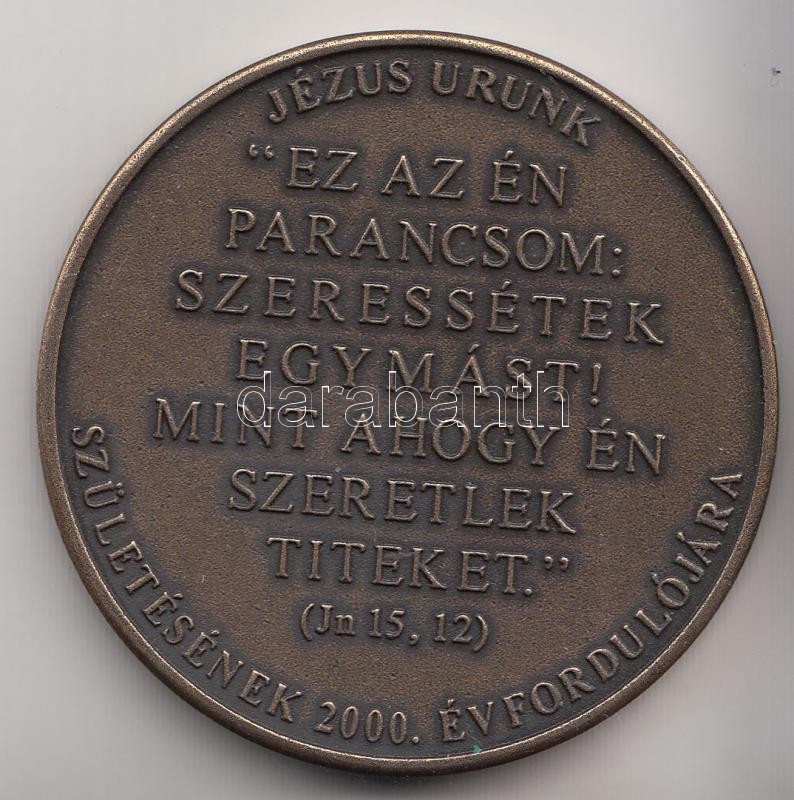 JÉZUS URUNK
“EZ AZ ÉN
PARANCSOM:
SZERESSÉTEK
EGYMÁST!
MINT AHOGY ÉN
SZERETLEK
TITEKET.”
(Jn 15, 12)
SZÜLETÉSÉNEK 2000. ÉVFORDULÓJÁRA
darabanth